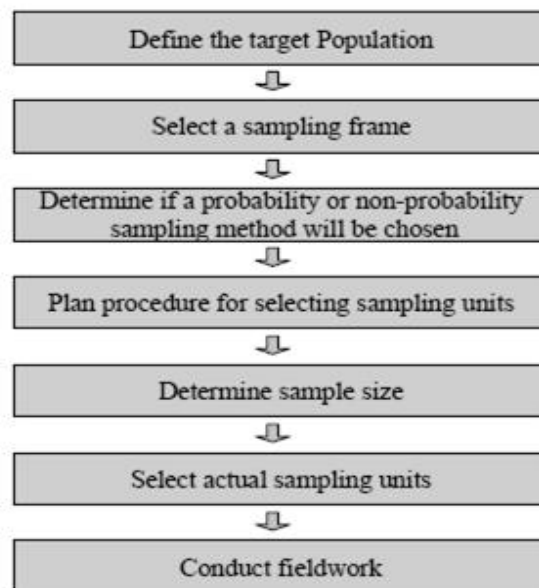 Define the target Population
Select a sampling frame
Determine if a probability or non-probability
sampling method will be chosen
Plan procedure for selecting sampling units
Determine sample size
Select actual sampling units
Conduct fieldwork